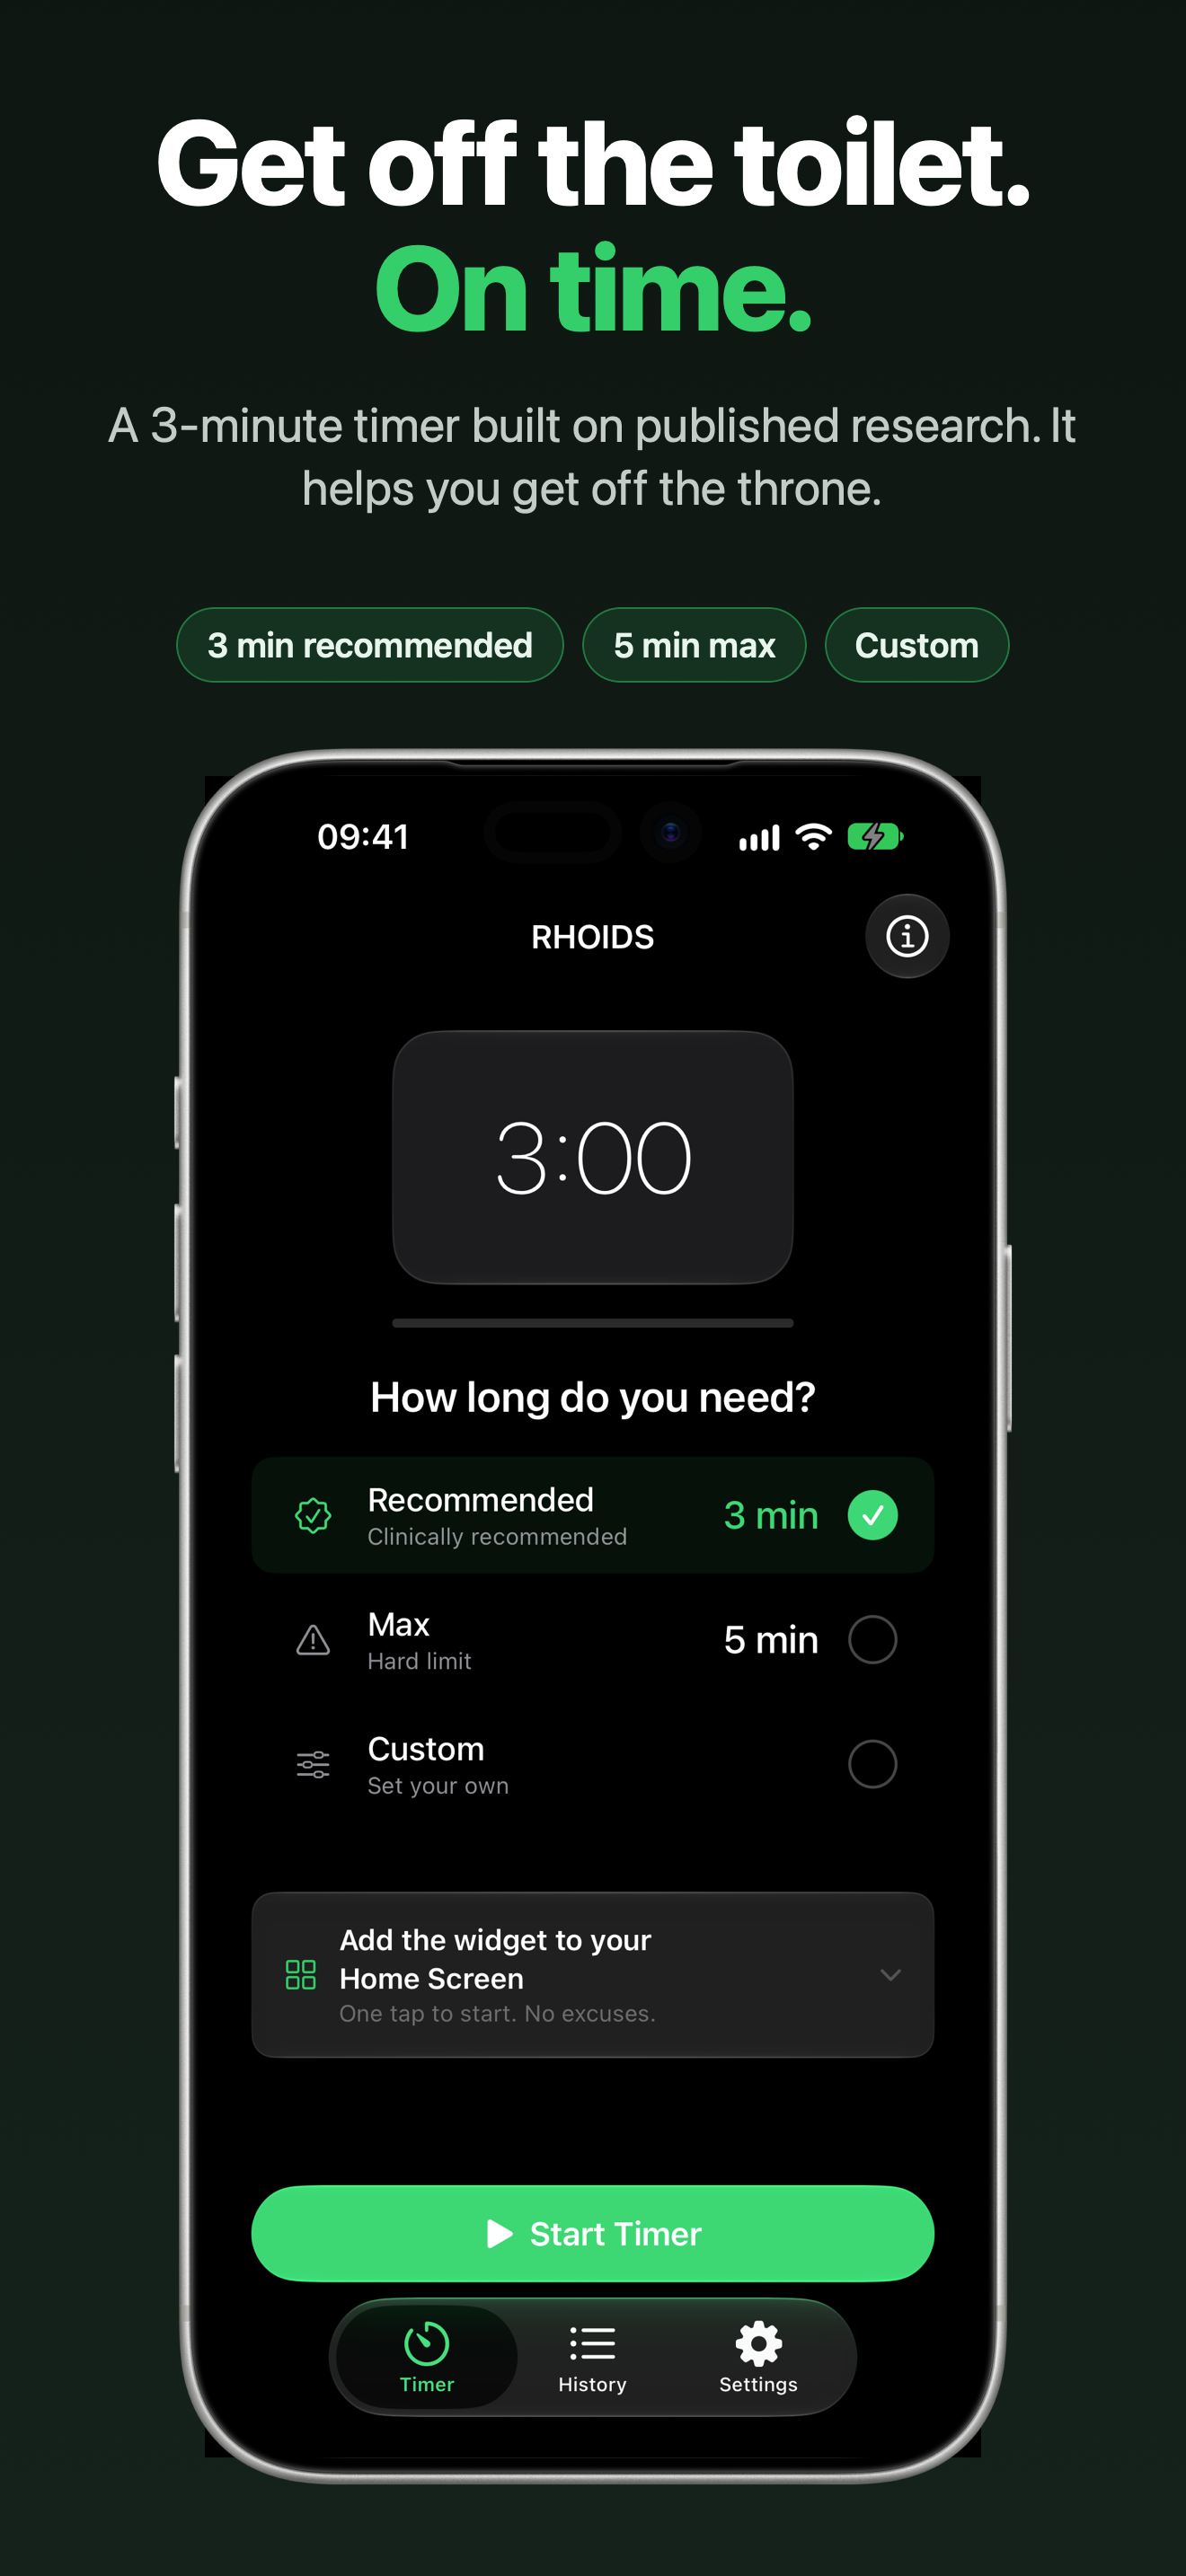 Get off the toilet.
On time.
A 3-minute timer built on published research. It
helps you get off the throne.
3 min recommended
5 min max
Custom
09:41
RHOIDS
3:00
How long do you need?
Recommended
Clinically recommended
3 min
Max
Hard limit
5 min
Custom
Set your own
Add the widget to your
Home Screen
One tap to start. No excuses.
Start Timer
Timer
History
Settings